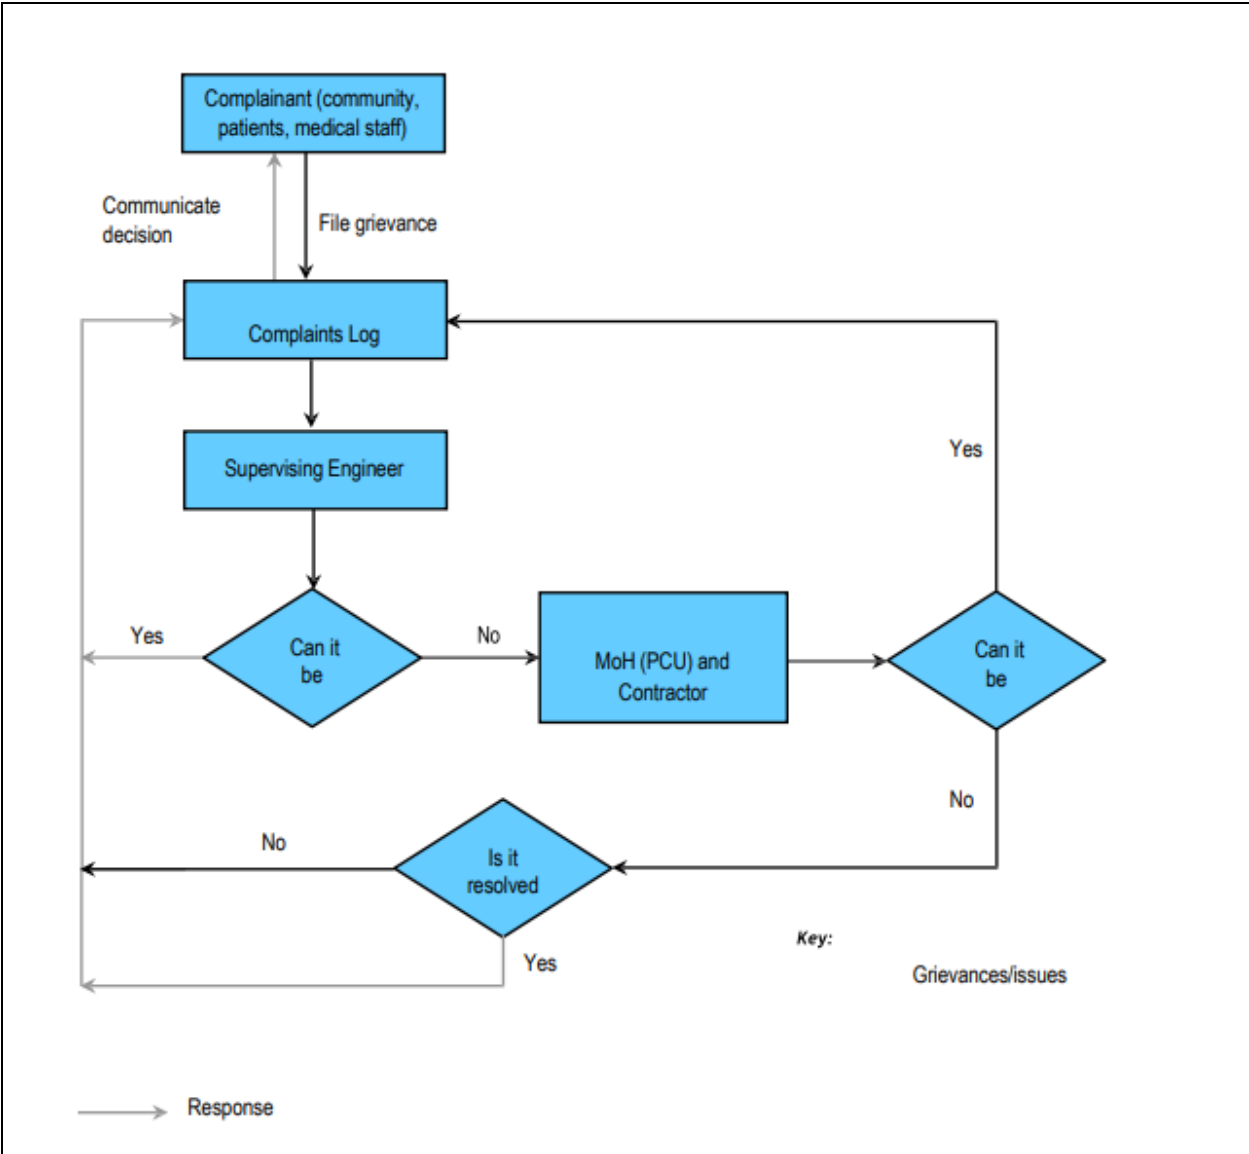 Complainant (community,
patients, medical staff)
Communicate
decision
File grievance
Complaints Log
Supervising Engineer
Yes
Yes
Can it
be
No
MoH (PCU) and
Contractor
Can it
be
No
No
Is it
resolved
Yes
Key:
Grievances/issues
Response